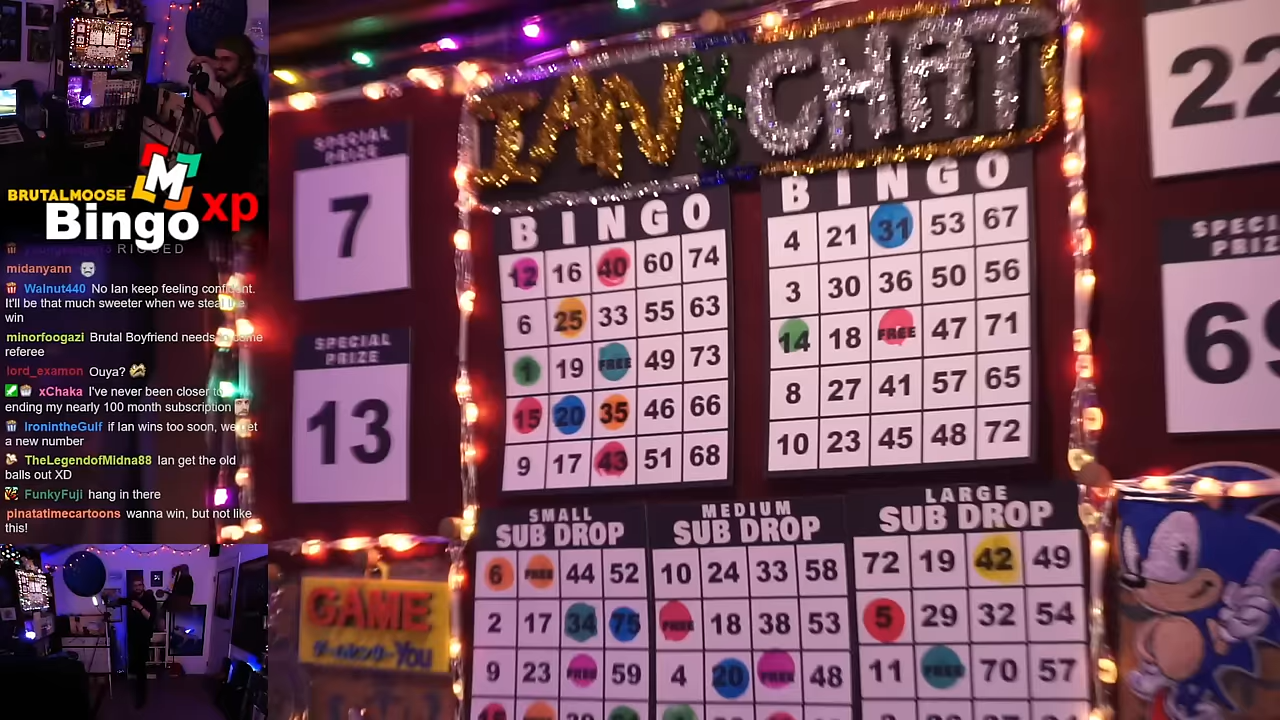 BRUTALMOOSE
M
Bingo xp
RIGGED
midanyann
Walnut440 No Ian keep feeling confident.
It'll be that much sweeter when we steal the
win
minorfoogazi Brutal Boyfriend needs to come
referee
lord_examon Ouya?
xChaka I've never been closer to
ending my nearly 100 month subscription
IronintheGulf if Ian wins too soon, we get
a new number
TheLegendofMidna88 Ian get the old
balls out XD
FunkyFuji hang in there
pinatatimecartoons wanna win, but not like
this!
SPECIAL
PRIZE
7
SPECIAL
PRIZE
13
IAN & CHAT
B I N G O
12 16 40 60 74
6 25 33 55 63
1 19 FREE 49 73
15 20 35 46 66
9 17 43 51 68
B I N G O
4 21 31 53 67
3 30 36 50 56
14 18 FREE 47 71
8 27 41 57 65
10 23 45 48 72
SMALL
SUB DROP
6 FREE 44 52
2 17 34 75
9 23 FREE 59
MEDIUM
SUB DROP
10 24 33 58
FREE 18 38 53
4 20 FREE 48
LARGE
SUB DROP
72 19 42 49
5 29 32 54
11 FREE 70 57
22
SPECI
PRIZ
69
GAME
You